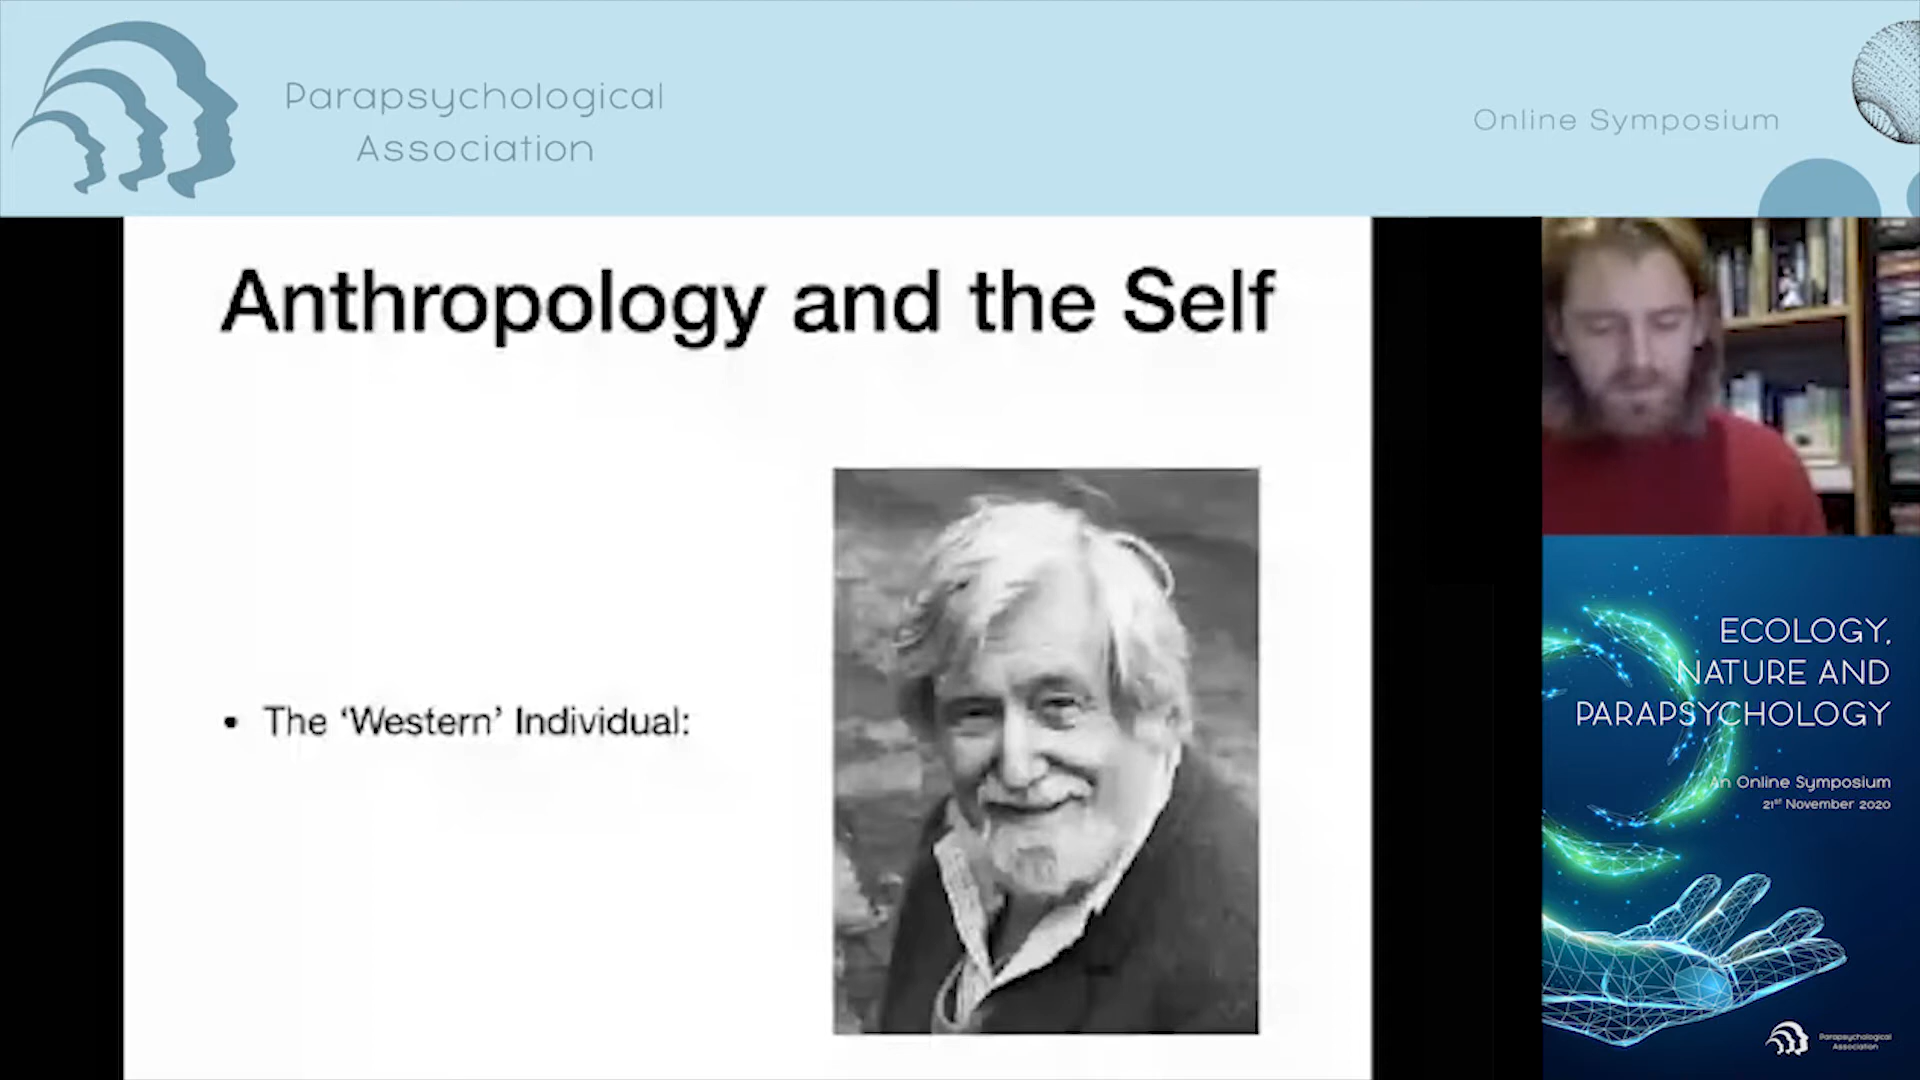 Parapsychological
Association
Online Symposium
Anthropology and the Self
• The ‘Western’ Individual:
ECOLOGY,
NATURE AND
PARAPSYCHOLOGY
An Online Symposium
21st November 2020
Parapsychological
Association